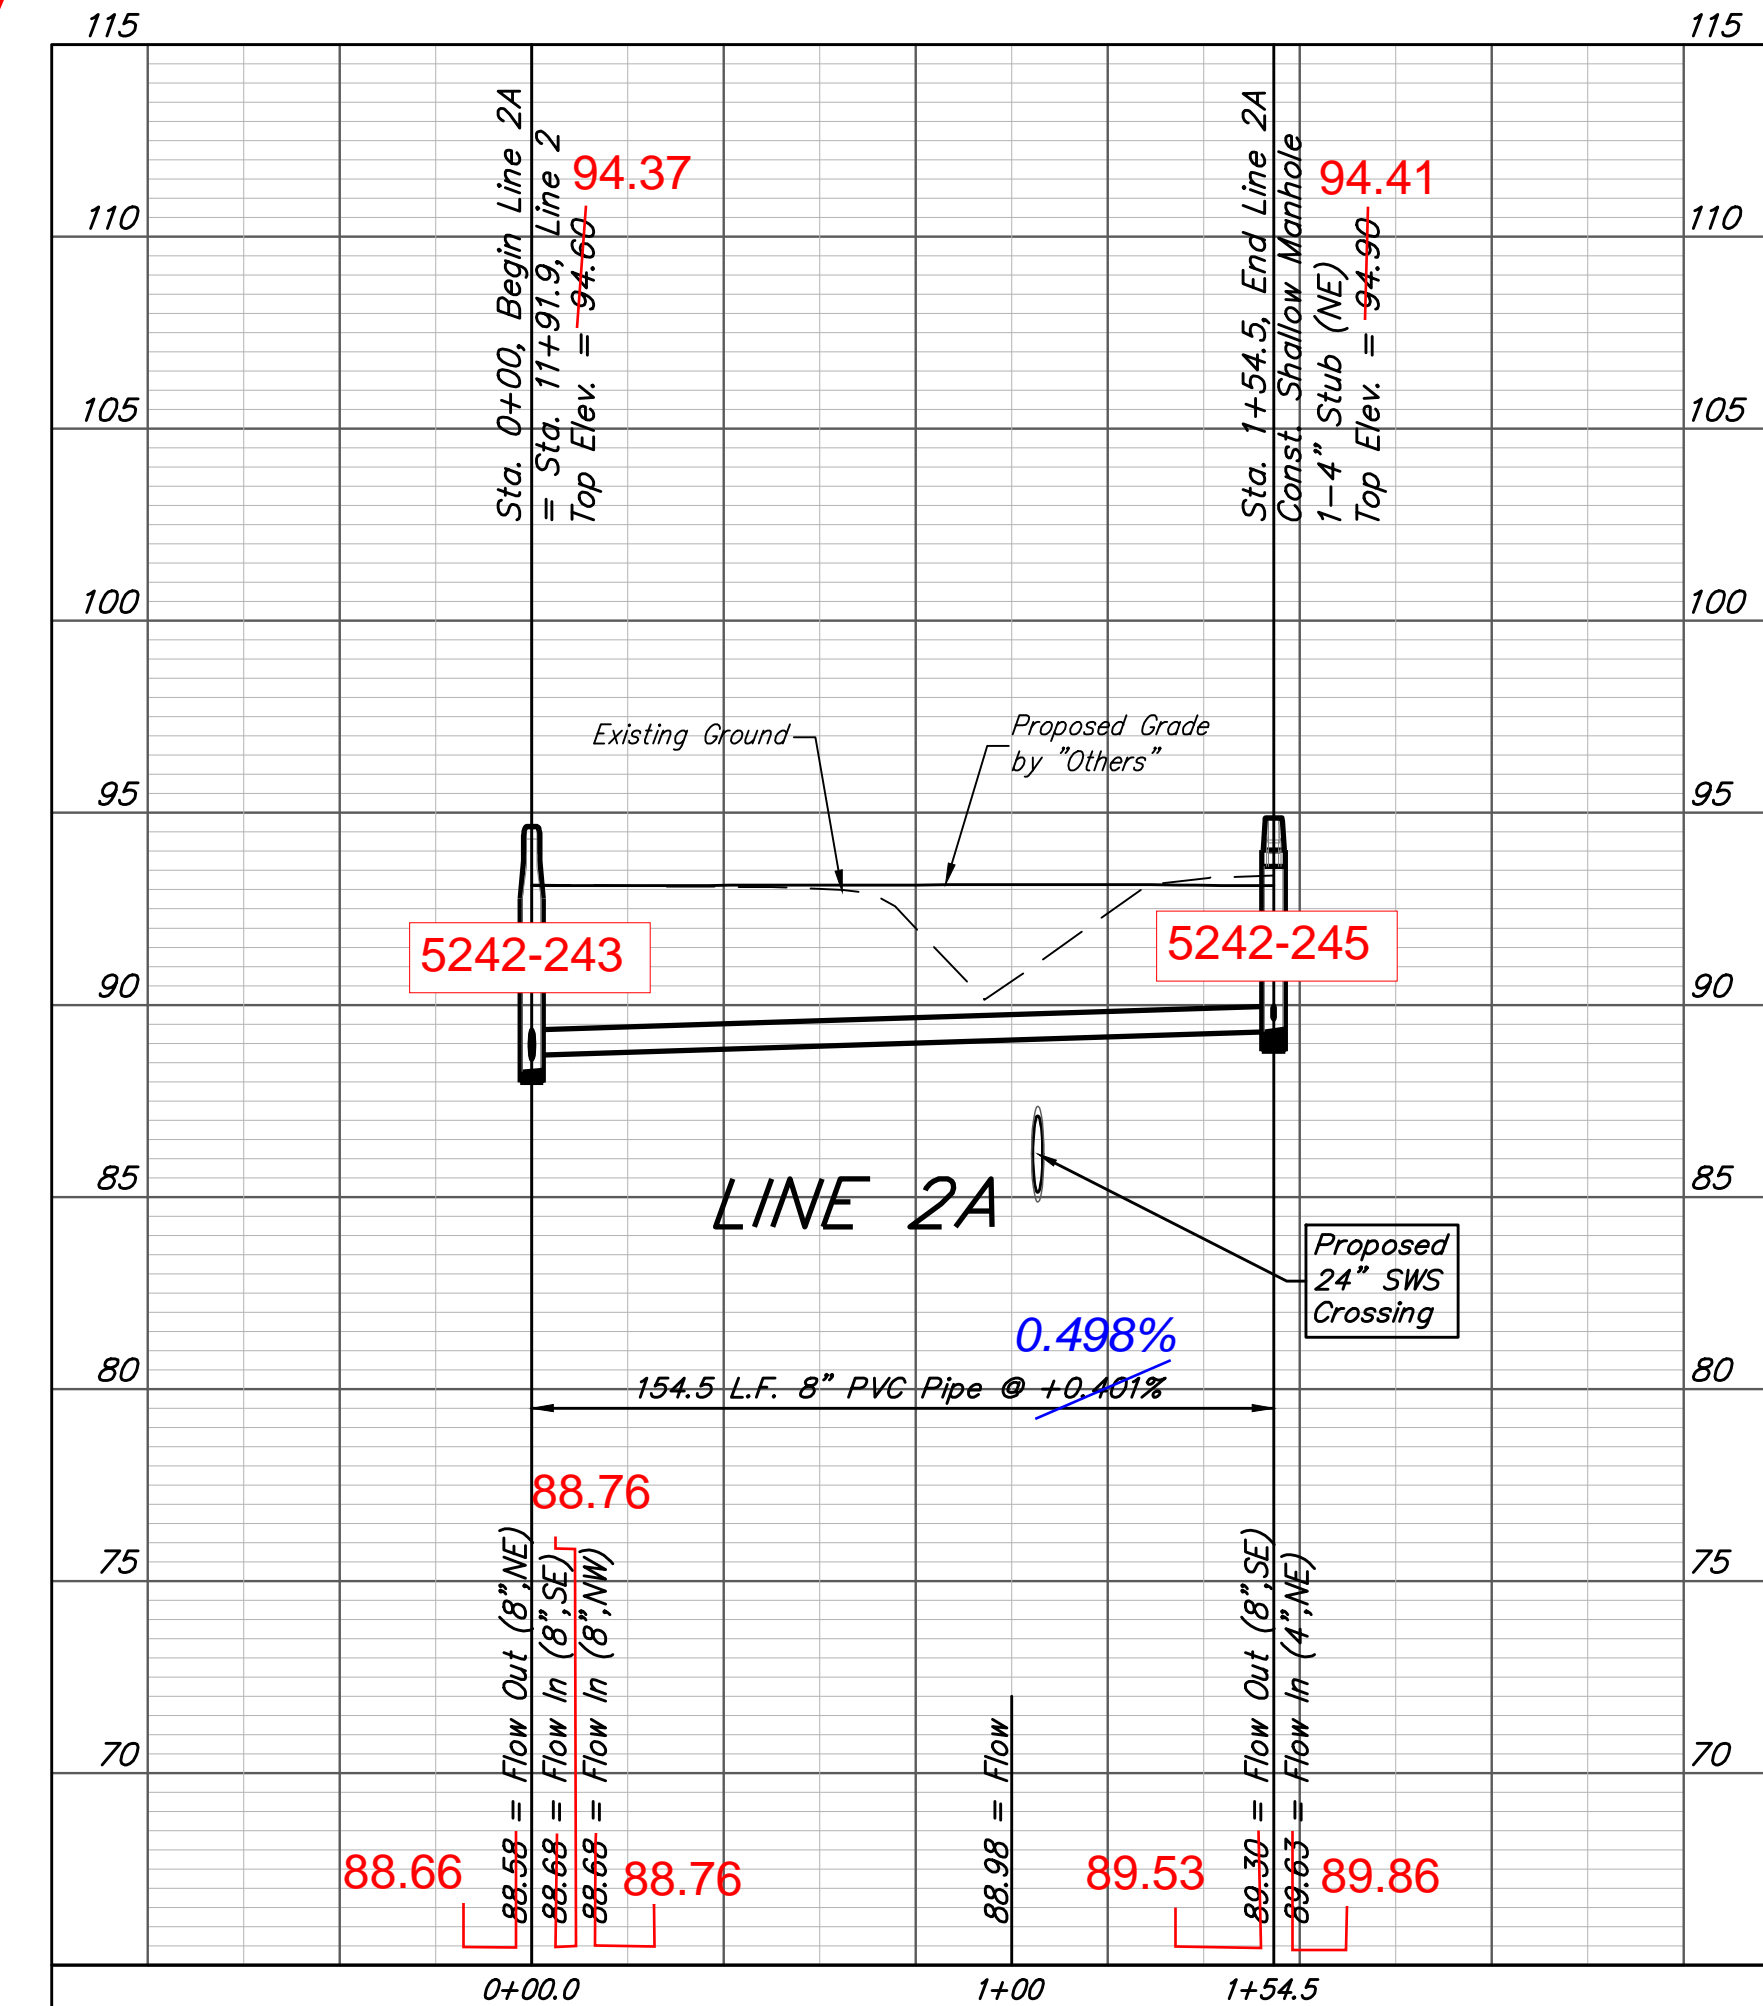 115
115
Sta. 0+00, Begin Line 2A
= Sta. 11+91.9, Line 2
Top Elev. = 94.60
94.37
Sta. 1+54.5, End Line 2A
Const. Shallow Manhole
1-4" Stub (NE)
Top Elev. = 94.90
94.41
110
110
105
105
100
100
Existing Ground
Proposed Grade
by "Others"
95
95
5242-243
5242-245
90
90
85
85
LINE 2A
Proposed
24" SWS
Crossing
0.498%
80
80
154.5 L.F. 8" PVC Pipe @ +0.401%
88.76
75
75
88.58 = Flow Out (8",NE)
88.68 = Flow In (8",SE)
88.68 = Flow In (8",NW)
88.98 = Flow
89.30 = Flow Out (8",SE)
89.63 = Flow In (4",NE)
70
70
88.66
88.76
89.53
89.86
0+00.0
1+00
1+54.5